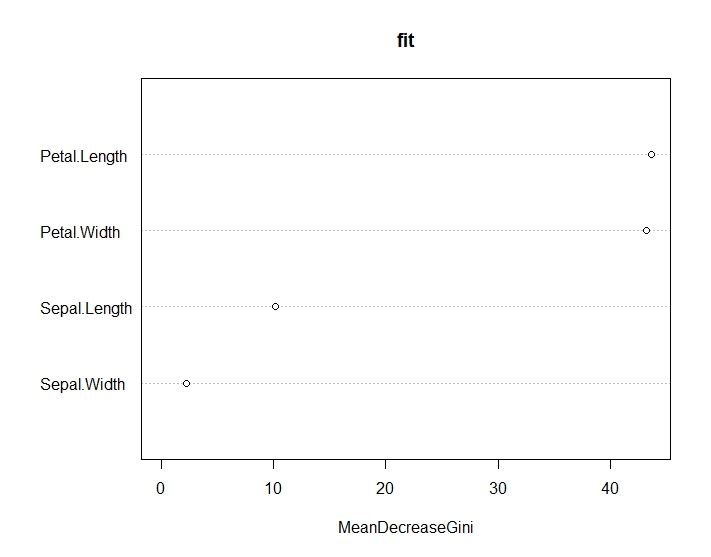 fit
Petal.Length
Petal.Width
Sepal.Length
Sepal.Width
0 10 20 30 40
MeanDecreaseGini